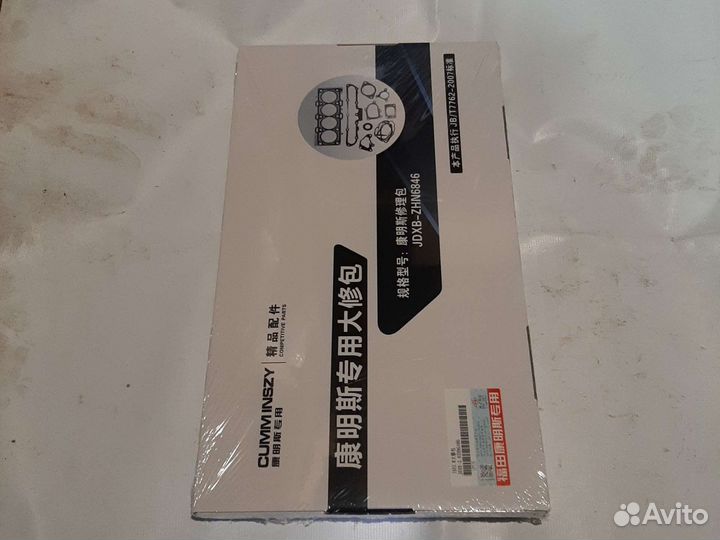 CUMMINSZY
康明斯专用
精品配件
COMPETITIVE PARTS
康明斯专用大修包
规格型号：康明斯修理包
JDXB-ZHN6846
本产品执行 JB/T7762-2007标准
福田康明斯专用
Avito